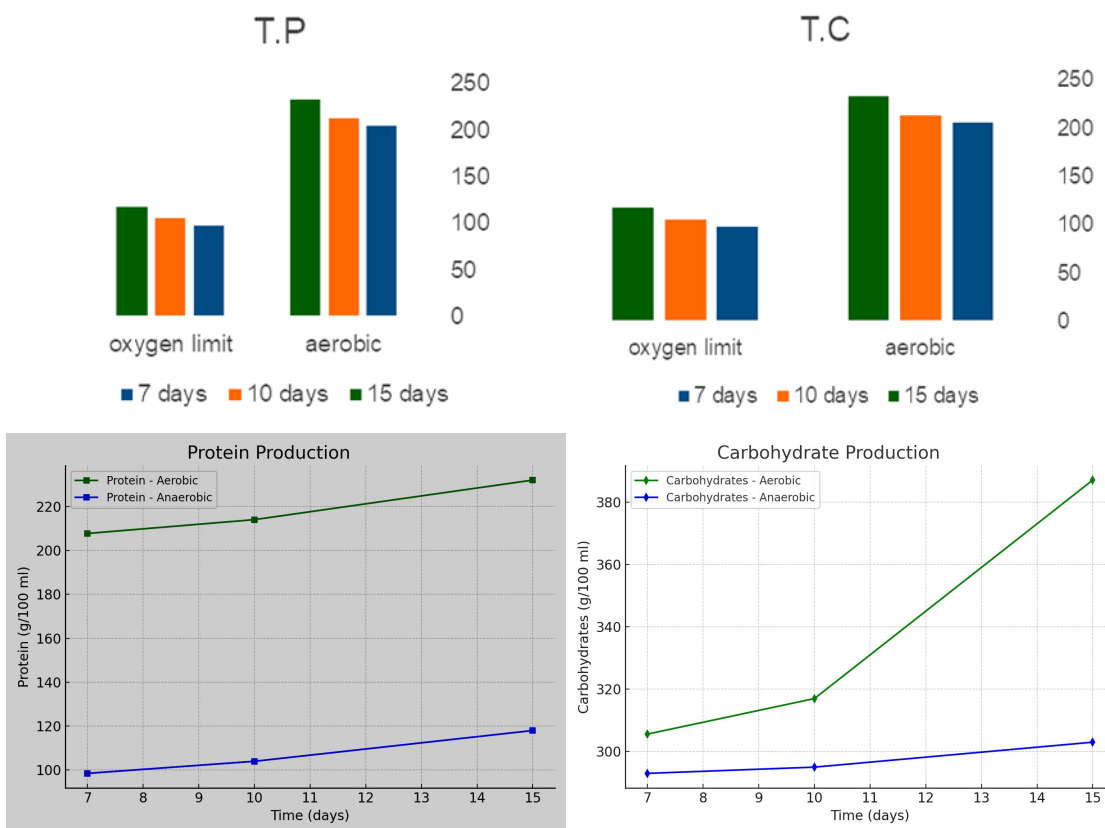 T.P
250
200
150
100
50
0
oxygen limit aerobic
7 days 10 days 15 days
T.C
250
200
150
100
50
0
oxygen limit aerobic
7 days 10 days 15 days
Protein Production
Protein - Aerobic
Protein - Anaerobic
Protein (g/100 ml)
220
200
180
160
140
120
100
7 8 9 10 11 12 13 14 15
Time (days)
Carbohydrate Production
Carbohydrates - Aerobic
Carbohydrates - Anaerobic
Carbohydrates (g/100 ml)
380
360
340
320
300
7 8 9 10 11 12 13 14 15
Time (days)